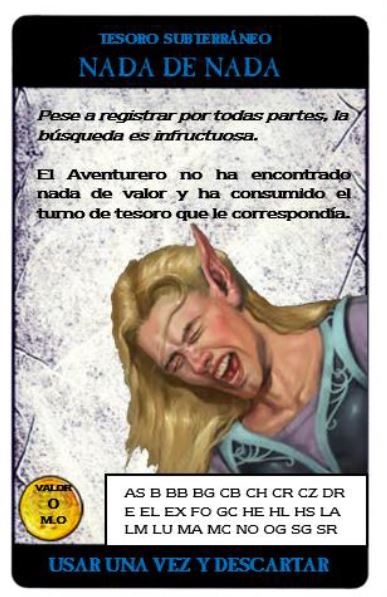 TESORO SUBTERRÁNEO
NADA DE NADA
Pese a registrar por todas partes, la
búsqueda es infructuosa.
El Aventurero no ha encontrado
nada de valor y ha consumido el
turno de tesoro que le correspondía.
VALOR
0
M.O
AS B BB BG CB CH CR CZ DR
E EL EX FO GC HE HL HS LA
LM LU MA MC NO OG SG SR
USAR UNA VEZ Y DESCARTAR